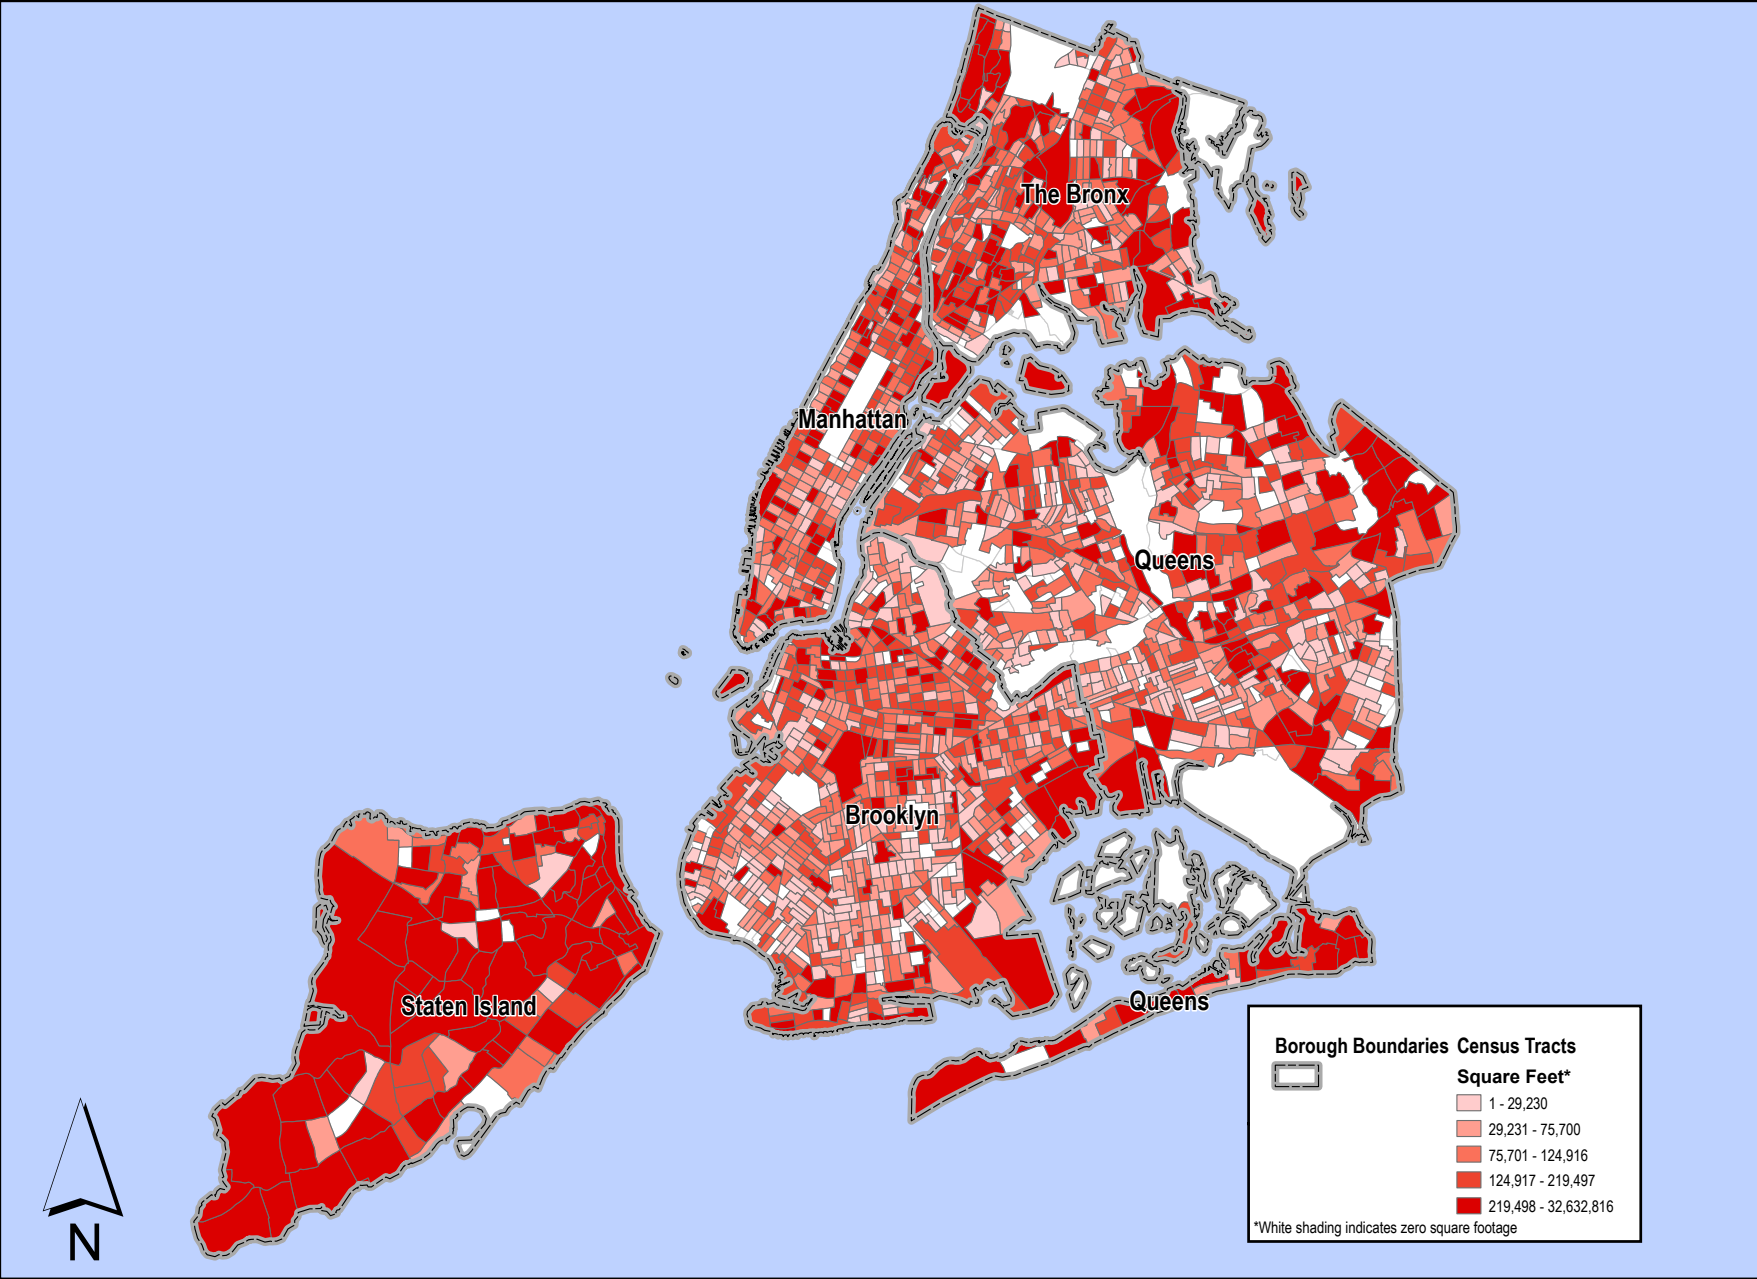 The Bronx
Manhattan
Queens
Brooklyn
Staten Island
Queens
N
Borough Boundaries
Census Tracts
Square Feet*
1 - 29,230
29,231 - 75,700
75,701 - 124,916
124,917 - 219,497
219,498 - 32,632,816
*White shading indicates zero square footage